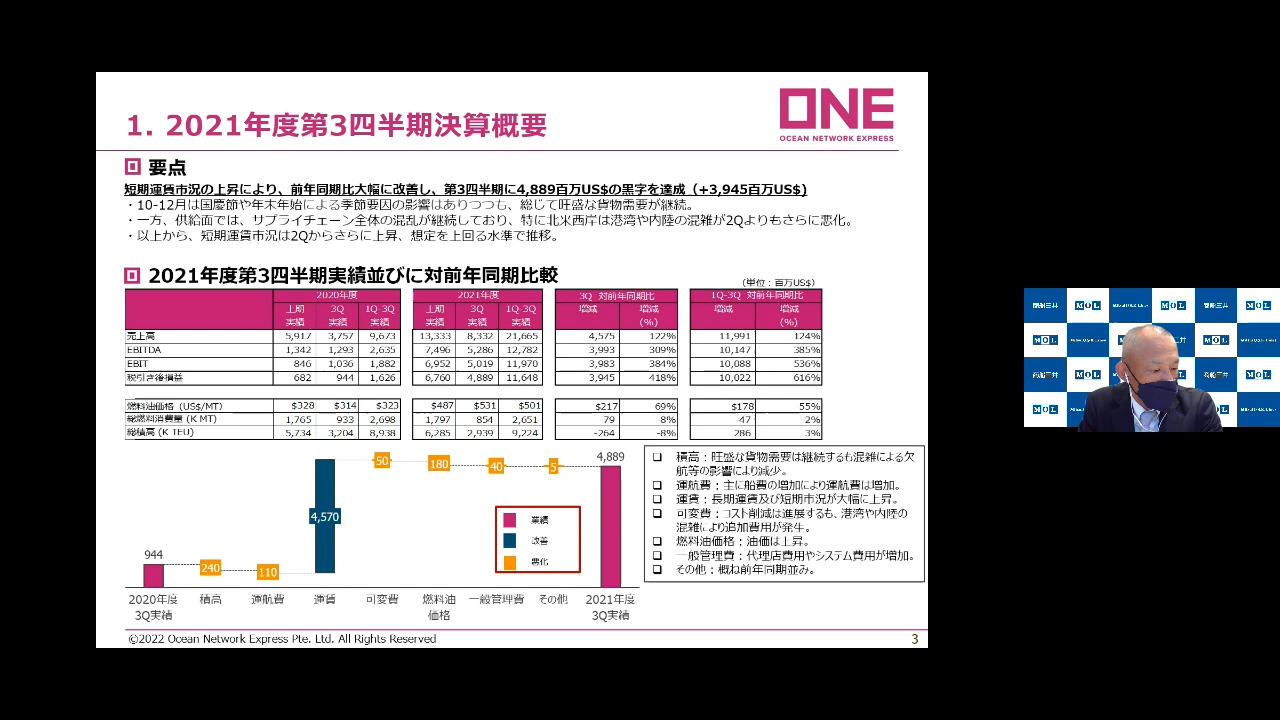 1. 2021年度第3四半期決算概要
ONE
OCEAN NETWORK EXPRESS
要点
短期運賃市況の上昇により、前年同期比大幅に改善し、第3四半期に4,889百万US$の黒字を達成（+3,945百万US$)
・10-12月は国慶節や年末年始による季節要因の影響はありつつも、総じて旺盛な貨物需要が継続。
・一方、供給面では、サプライチェーン全体の混乱が継続しており、特に北米西岸は港湾や内陸の混雑が2Qよりもさらに悪化。
・以上から、短期運賃市況は2Qからさらに上昇、想定を上回る水準で推移。
2021年度第3四半期実績並びに対前年同期比較
(単位：百万US$)
2020年度 2021年度 3Q 対前年同期比 1Q-3Q 対前年同期比
上期実績 3Q実績 1Q-3Q実績 上期実績 3Q実績 1Q-3Q実績 増減 増減(%) 増減 増減(%)
売上高 5,917 3,757 9,673 13,333 8,332 21,665 4,575 122% 11,991 124%
EBITDA 1,342 1,293 2,635 7,496 5,286 12,782 3,993 309% 10,147 385%
EBIT 846 1,036 1,882 6,952 5,019 11,970 3,983 384% 10,088 536%
税引き後損益 682 944 1,626 6,760 4,889 11,648 3,945 418% 10,022 616%
燃料油価格 (US$/MT) $328 $314 $323 $487 $531 $501 $217 69% $178 55%
総燃料消費量 (K MT) 1,765 933 2,698 1,797 854 2,651 -79 -8% -47 -2%
総積高 (K TEU) 5,734 3,204 8,938 6,285 2,939 9,224 -264 -8% 286 3%
944 240 110 4,570 50 180 40 5 4,889
業績
改善
悪化
2020年度3Q実績 積高 運航費 運賃 可変費 燃料油価格 一般管理費 その他 2021年度3Q実績
積高：旺盛な貨物需要は継続するも混雑による欠
航等の影響により減少。
運航費：主に船費の増加により運航費は増加。
運賃：長期運賃及び短期市況が大幅に上昇。
可変費：コスト削減は進展するも、港湾や内陸の
混雑により追加費用が発生。
燃料油価格：油価は上昇。
一般管理費：代理店費用やシステム費用が増加。
その他：概ね前年同期並み。
©2022 Ocean Network Express Pte. Ltd. All Rights Reserved
3
商船三井 MOL
MOL
商船三井 MOL
MOL